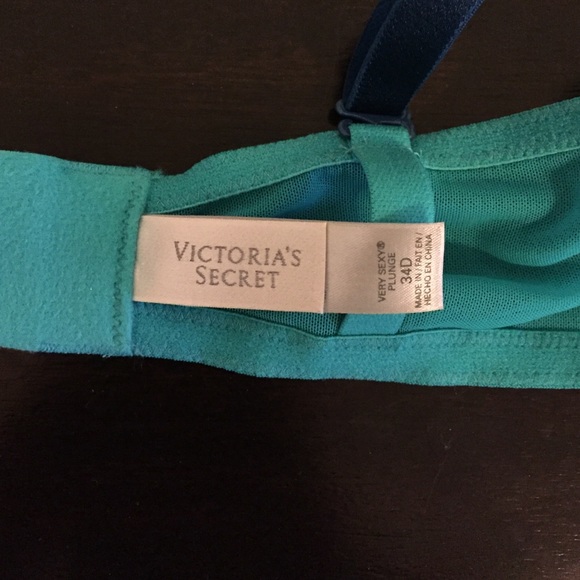 VICTORIA'S
SECRET
VERY SEXY®
PLUNGE
34D
MADE IN / FAIT EN /
HECHO EN CHINA